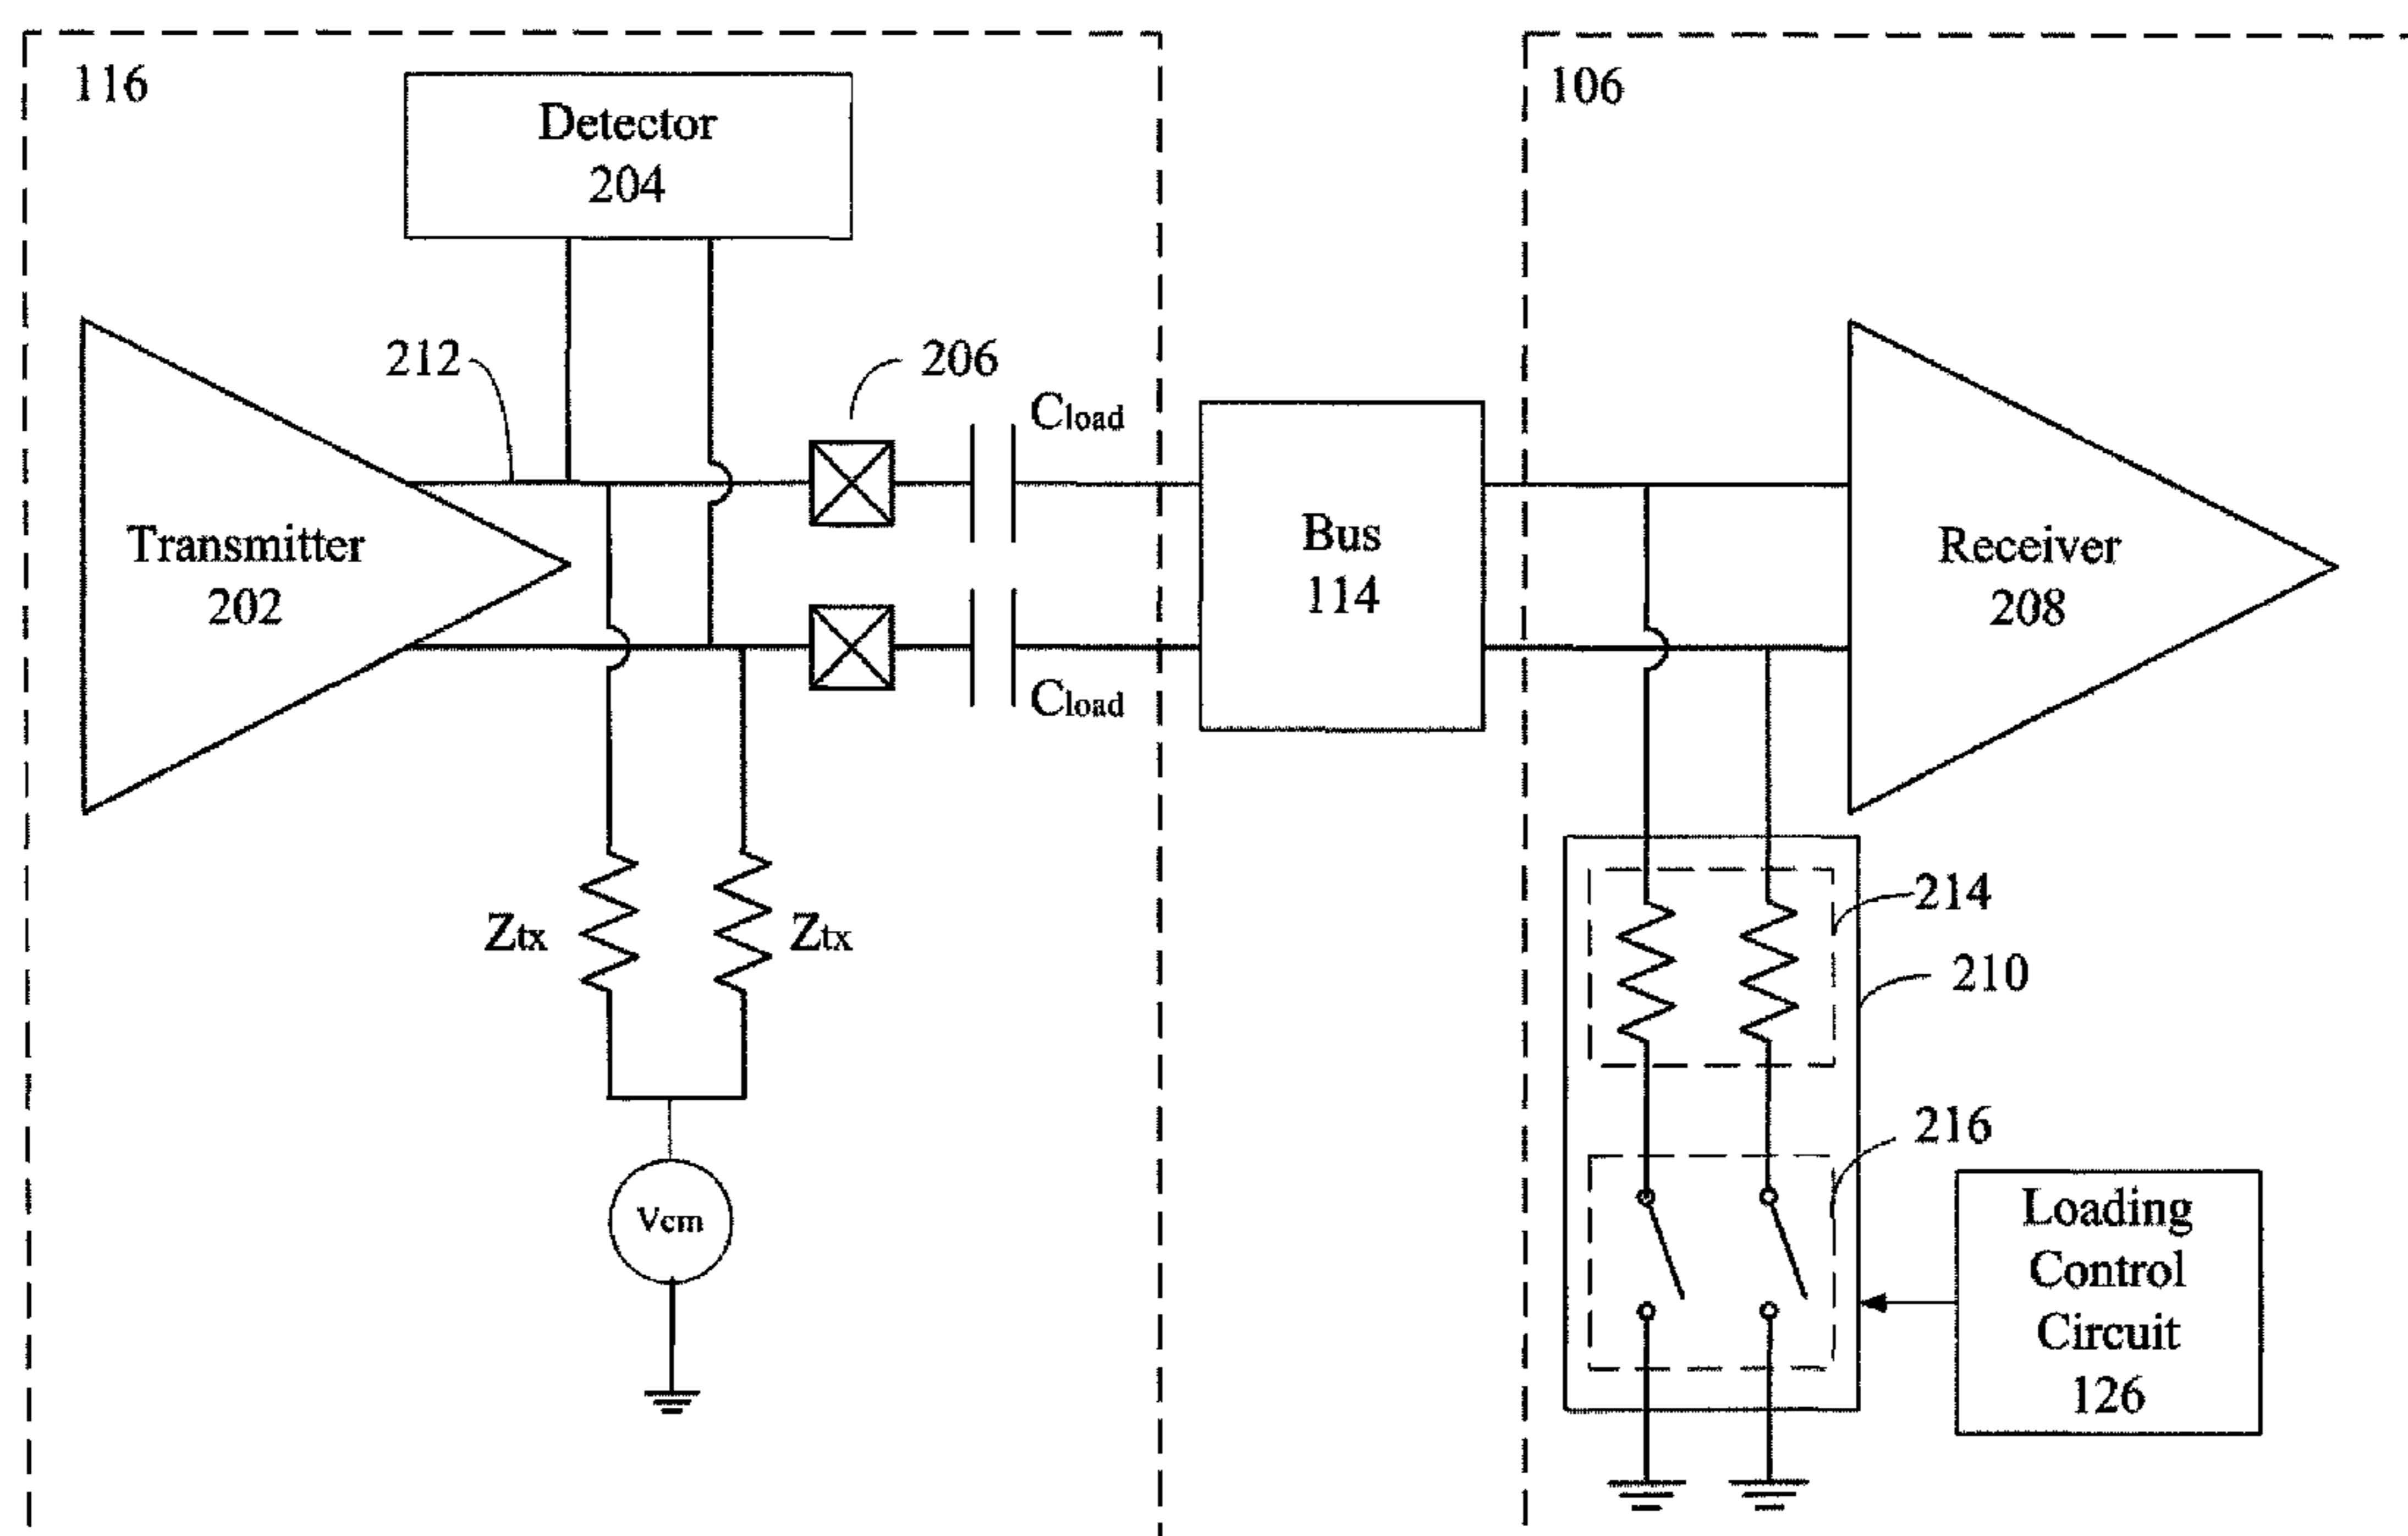 116
Detector
204
106
212
206
Cload
Transmitter
202
Bus
114
Receiver
208
Cload
Ztx
Ztx
214
210
216
Vcm
Loading
Control
Circuit
126